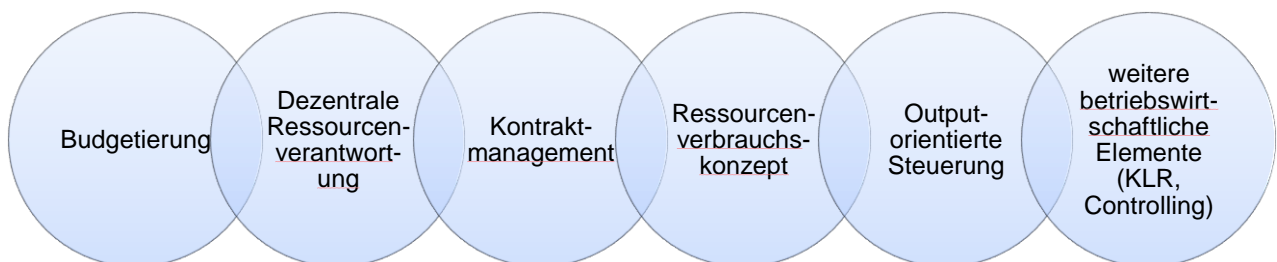 Budgetierung
Dezentrale
Ressourcen-
verantwort-
ung
Kontrakt-
management
Ressourcen-
verbrauchs-
konzept
Output-
orientierte
Steuerung
weitere
betriebswirt-
schaftliche
Elemente
(KLR,
Controlling)